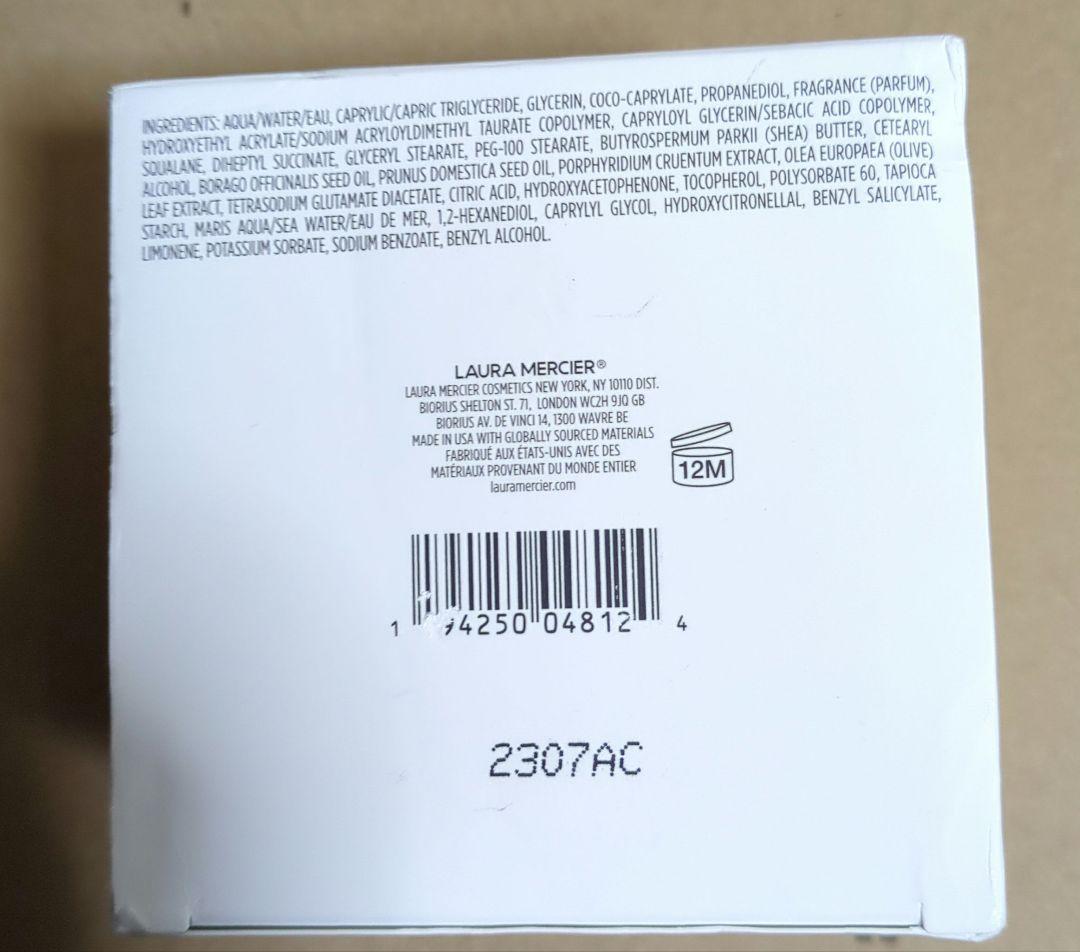 INGREDIENTS: AQUA/WATER/EAU, CAPRYLIC/CAPRIC TRIGLYCERIDE, GLYCERIN, COCO-CAPRYLATE, PROPANEDIOL, FRAGRANCE (PARFUM),
HYDROXYETHYL ACRYLATE/SODIUM ACRYLOYLDIMETHYL TAURATE COPOLYMER, CAPRYLOYL GLYCERIN/SEBACIC ACID COPOLYMER,
SQUALANE, DIHEPTYL SUCCINATE, GLYCERYL STEARATE, PEG-100 STEARATE, BUTYROSPERMUM PARKII (SHEA) BUTTER, CETEARYL
ALCOHOL, BORAGO OFFICINALIS SEED OIL, PRUNUS DOMESTICA SEED OIL, PORPHYRIDIUM CRUENTUM EXTRACT, OLEA EUROPAEA (OLIVE)
LEAF EXTRACT, TETRASODIUM GLUTAMATE DIACETATE, CITRIC ACID, HYDROXYACETOPHENONE, TOCOPHEROL, POLYSORBATE 60, TAPIOCA
STARCH, MARIS AQUA/SEA WATER/EAU DE MER, 1,2-HEXANEDIOL, CAPRYLYL GLYCOL, HYDROXYCITRONELLAL, BENZYL SALICYLATE,
LIMONENE, POTASSIUM SORBATE, SODIUM BENZOATE, BENZYL ALCOHOL.
LAURA MERCIER®
LAURA MERCIER COSMETICS NEW YORK, NY 10110 DIST.
BIORIUS SHELTON ST. 71, LONDON WC2H 9JQ GB
BIORIUS AV. DE VINCI 14, 1300 WAVRE BE
MADE IN USA WITH GLOBALLY SOURCED MATERIALS
FABRIQUÉ AUX ÉTATS-UNIS AVEC DES
MATÉRIAUX PROVENANT DU MONDE ENTIER
lauramercier.com
12M
1 94250 04812 4
2307AC